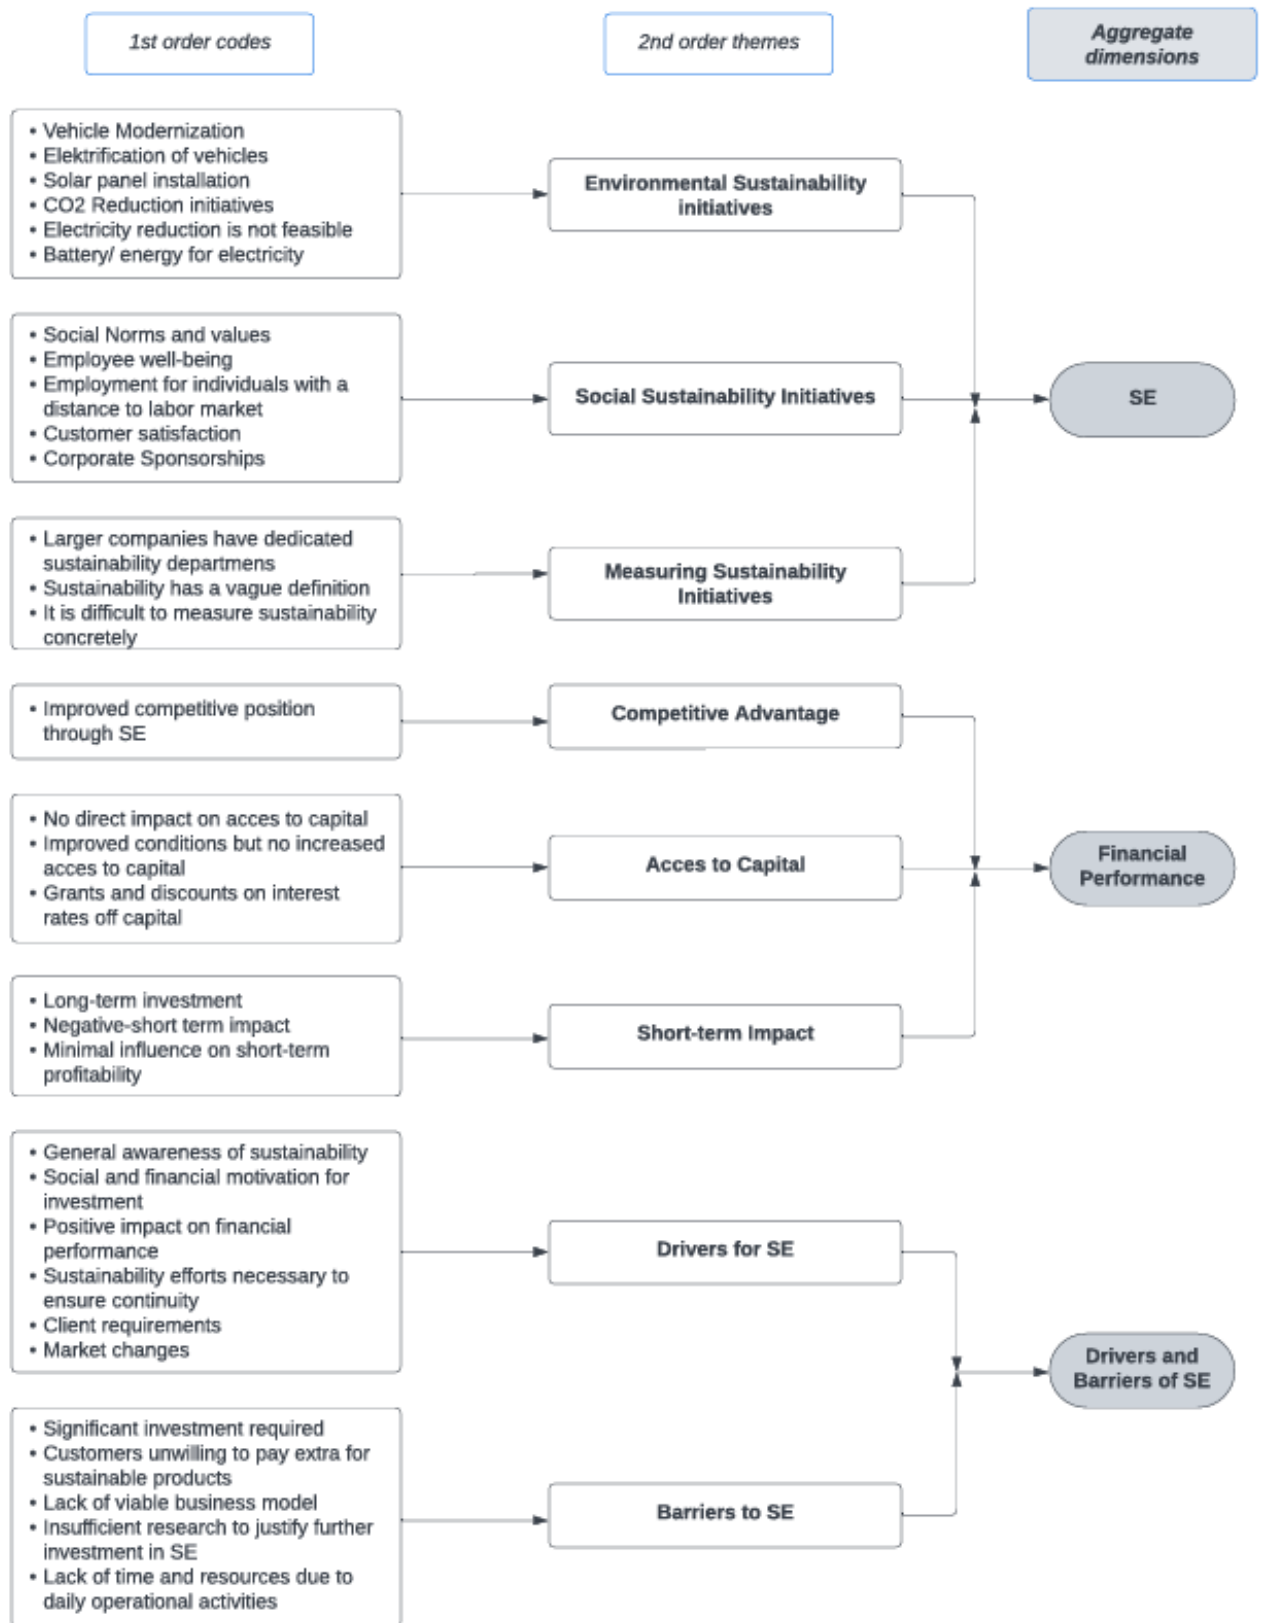 1st order codes
2nd order themes
Aggregate
dimensions
• Vehicle Modernization
• Elektrification of vehicles
• Solar panel installation
• CO2 Reduction initiatives
• Electricity reduction is not feasible
• Battery/ energy for electricity
Environmental Sustainability
initiatives
• Social Norms and values
• Employee well-being
• Employment for individuals with a
distance to labor market
• Customer satisfaction
• Corporate Sponsorships
Social Sustainability Initiatives
SE
• Larger companies have dedicated
sustainability departmens
• Sustainability has a vague definition
• It is difficult to measure sustainability
concretely
Measuring Sustainability
Initiatives
• Improved competitive position
through SE
Competitive Advantage
• No direct impact on acces to capital
• Improved conditions but no increased
acces to capital
• Grants and discounts on interest
rates off capital
Acces to Capital
Financial
Performance
• Long-term investment
• Negative-short term impact
• Minimal influence on short-term
profitability
Short-term Impact
• General awareness of sustainability
• Social and financial motivation for
investment
• Positive impact on financial
performance
• Sustainability efforts necessary to
ensure continuity
• Client requirements
• Market changes
Drivers for SE
Drivers and
Barriers of SE
• Significant investment required
• Customers unwilling to pay extra for
sustainable products
• Lack of viable business model
• Insufficient research to justify further
investment in SE
• Lack of time and resources due to
daily operational activities
Barriers to SE